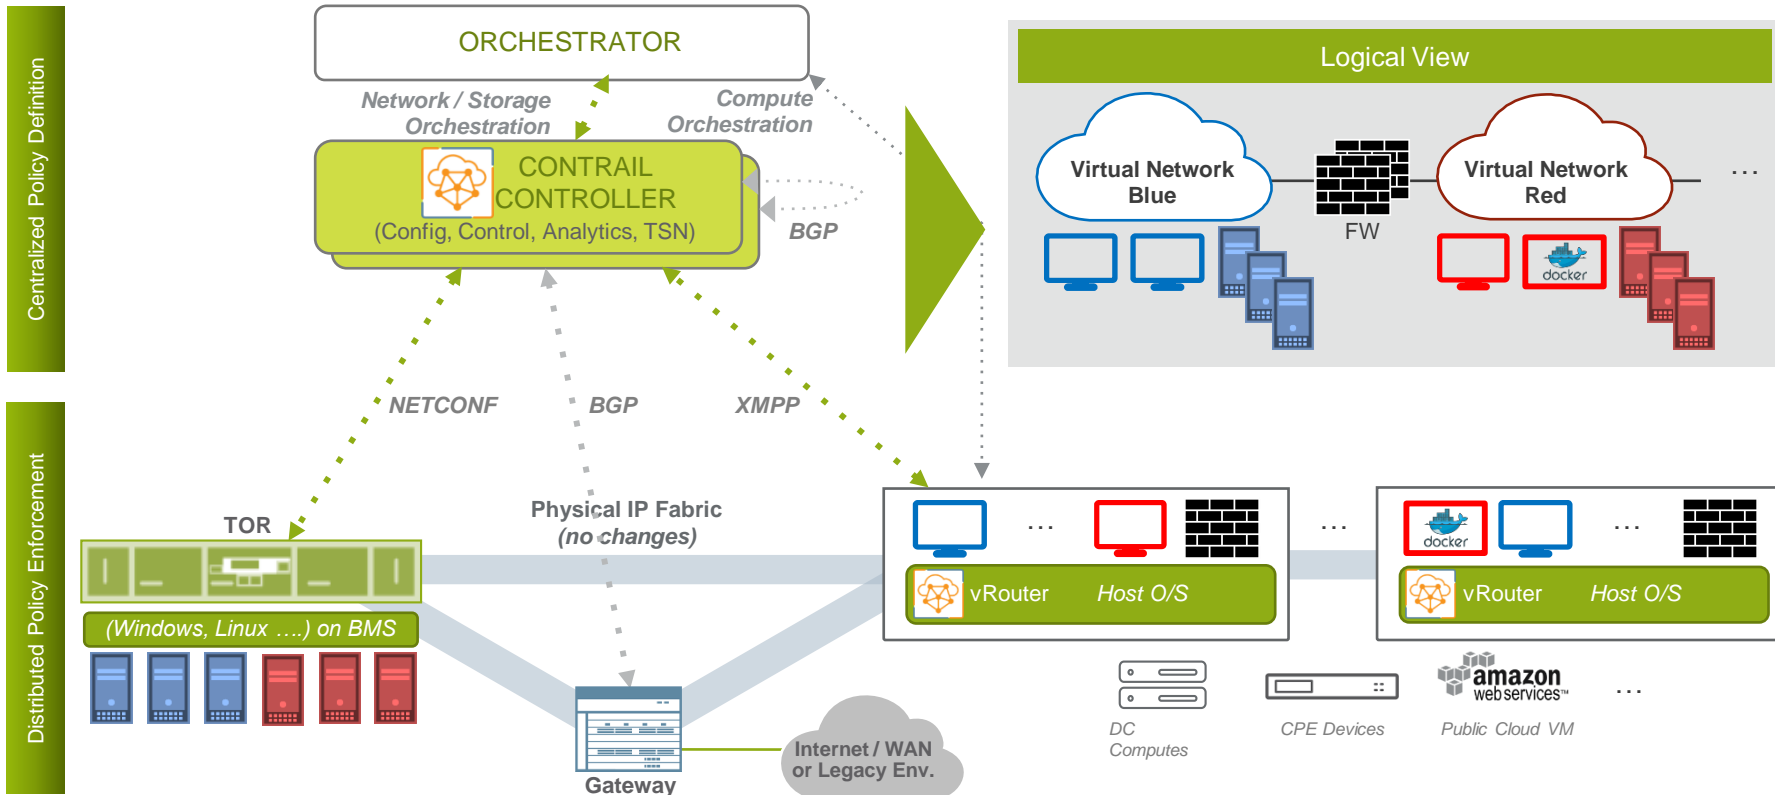 Centralized Policy Definition
ORCHESTRATOR
Network / Storage
Orchestration
Compute
Orchestration
CONTRAIL
CONTROLLER
(Config, Control, Analytics, TSN)
BGP
Logical View
Virtual Network
Blue
FW
Virtual Network
Red
...
docker
Distributed Policy Enforcement
NETCONF
BGP
XMPP
TOR
Physical IP Fabric
(no changes)
(Windows, Linux ….) on BMS
Gateway
Internet / WAN
or Legacy Env.
...
vRouter
Host O/S
...
docker
...
vRouter
Host O/S
DC
Computes
CPE Devices
amazon
web services™
Public Cloud VM
...